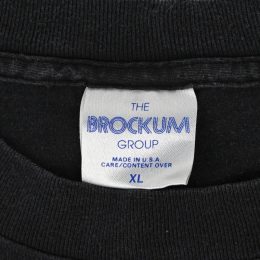 THE
BROCKUM
GROUP
MADE IN U.S.A.
CARE/CONTENT OVER
XL